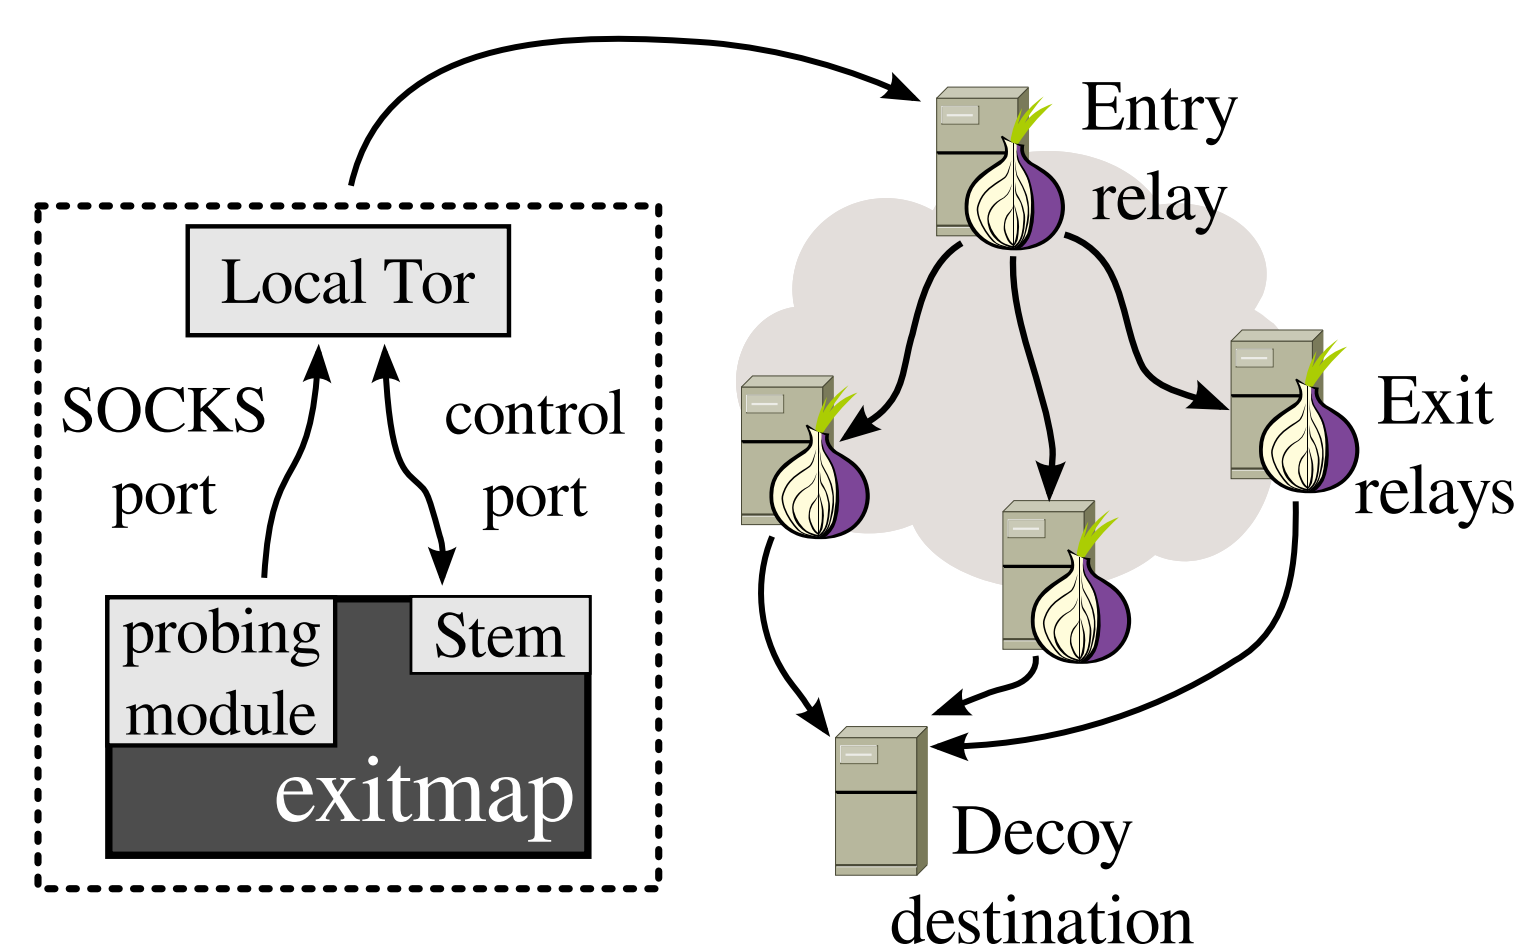 Entry
relay
Local Tor
SOCKS
port
control
port
Exit
relays
probing
module
Stem
exitmap
Decoy
destination